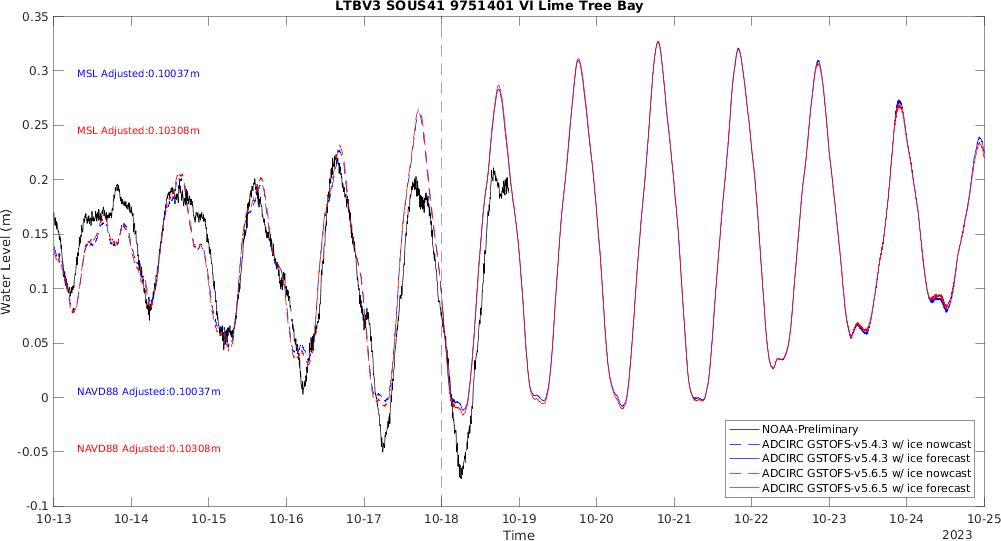 LTBV3 SOUS41 9751401 VI Lime Tree Bay
0.35
0.3
0.25
0.2
0.15
0.1
0.05
0
-0.05
-0.1
Water Level (m)
MSL Adjusted:0.10037m
MSL Adjusted:0.10308m
NAVD88 Adjusted:0.10037m
NAVD88 Adjusted:0.10308m
NOAA-Preliminary
ADCIRC GSTOFS-v5.4.3 w/ ice nowcast
ADCIRC GSTOFS-v5.4.3 w/ ice forecast
ADCIRC GSTOFS-v5.6.5 w/ ice nowcast
ADCIRC GSTOFS-v5.6.5 w/ ice forecast
10-13 10-14 10-15 10-16 10-17 10-18 10-19 10-20 10-21 10-22 10-23 10-24 10-25
Time
2023